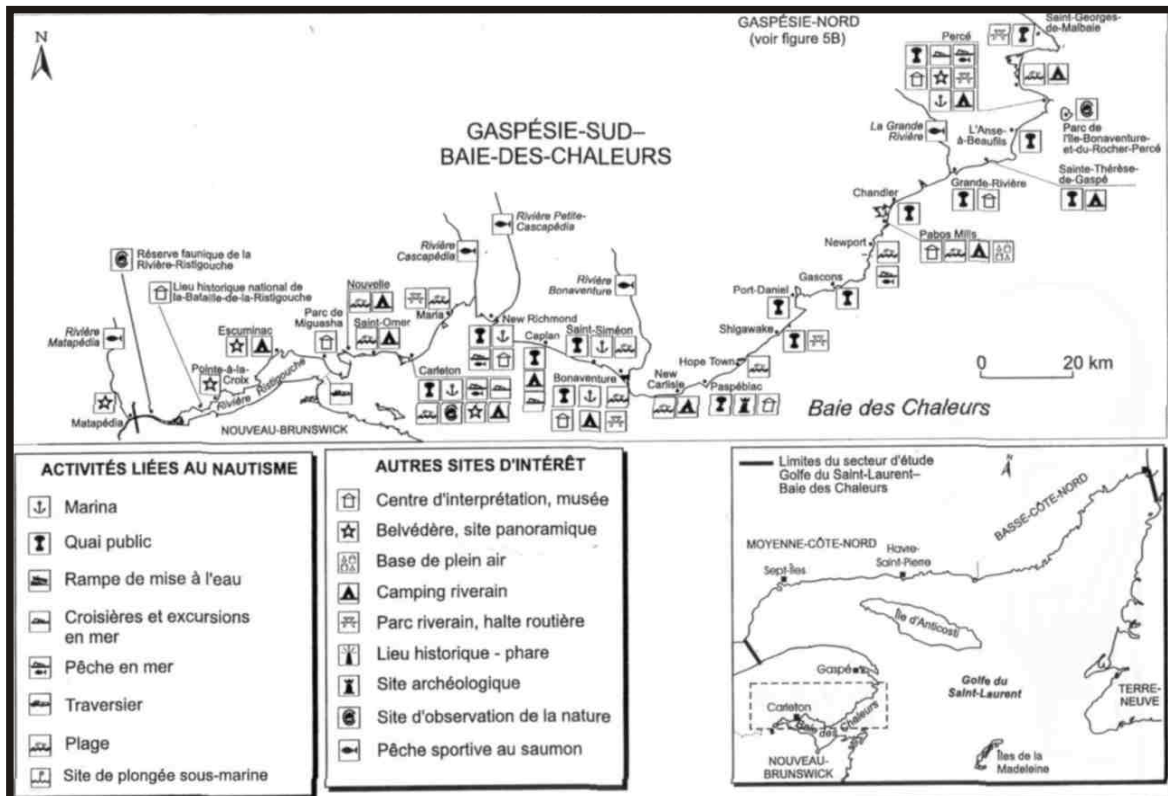 N
GASPÉSIE-NORD
(voir figure 5B)
Saint-Georges-
de-Malbaie
Percé
GASPÉSIE-SUD–
BAIE-DES-CHALEURS
La Grande
Rivière
L'Anse-
à-Beaufils
Parc de
l'Ile-Bonaventure-
et-du-Rocher-Percé
Sainte-Thérèse-
de-Gaspé
Grande-Rivière
Chandler
Pabos Mills
Newport
Rivière Petite-
Cascapédia
Rivière
Cascapédia
Réserve faunique de la
Rivière-Ristigouche
Lieu historique national de
la-Bataille-de-la-Ristigouche
Rivière
Bonaventure
Gascons
Port-Daniel
Nouvelle
Maria
Parc de
Miguasha
Escuminac
Saint-Omer
New Richmond
Rivière
Matapédia
Caplan
Saint-Siméon
Shigawake
Hope Town
20 km
0
Pointe-à-la-
Croix
Rivière Ristigouche
Carleton
Bonaventure
New
Carlisle
Paspébiac
Baie des Chaleurs
Matapédia
NOUVEAU-BRUNSWICK
ACTIVITÉS LIÉES AU NAUTISME
Marina
Quai public
Rampe de mise à l'eau
Croisières et excursions
en mer
Pêche en mer
Traversier
Plage
Site de plongée sous-marine
AUTRES SITES D'INTÉRÊT
Centre d'interprétation, musée
Belvédère, site panoramique
Base de plein air
Camping riverain
Parc riverain, halte routière
Lieu historique - phare
Site archéologique
Site d'observation de la nature
Pêche sportive au saumon
Limites du secteur d'étude
Golfe du Saint-Laurent–
Baie des Chaleurs
N
BASSE-CÔTE-NORD
MOYENNE-CÔTE-NORD
Havre-
Saint-Pierre
Sept-Îles
Île d'Anticosti
Gaspé
Golfe du
Saint-Laurent
TERRE-
NEUVE
Carleton
Baie des Chaleurs
NOUVEAU-
BRUNSWICK
Îles de la
Madeleine